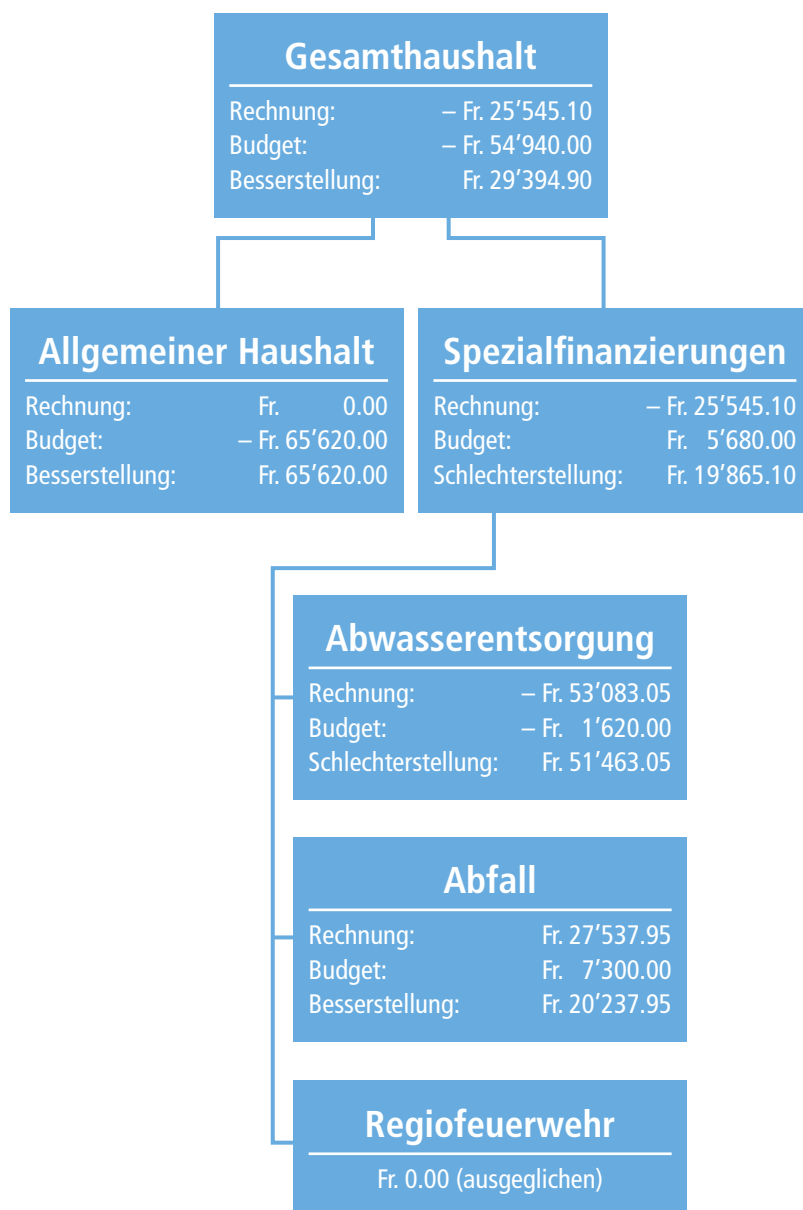 Gesamthaushalt
Rechnung: – Fr. 25’545.10
Budget: – Fr. 54’940.00
Besserstellung: Fr. 29’394.90
Allgemeiner Haushalt
Rechnung: Fr. 0.00
Budget: – Fr. 65’620.00
Besserstellung: Fr. 65’620.00
Spezialfinanzierungen
Rechnung: – Fr. 25’545.10
Budget: Fr. 5’680.00
Schlechterstellung: Fr. 19’865.10
Abwasserentsorgung
Rechnung: – Fr. 53’083.05
Budget: – Fr. 1’620.00
Schlechterstellung: Fr. 51’463.05
Abfall
Rechnung: Fr. 27’537.95
Budget: Fr. 7’300.00
Besserstellung: Fr. 20’237.95
Regiofeuerwehr
Fr. 0.00 (ausgeglichen)